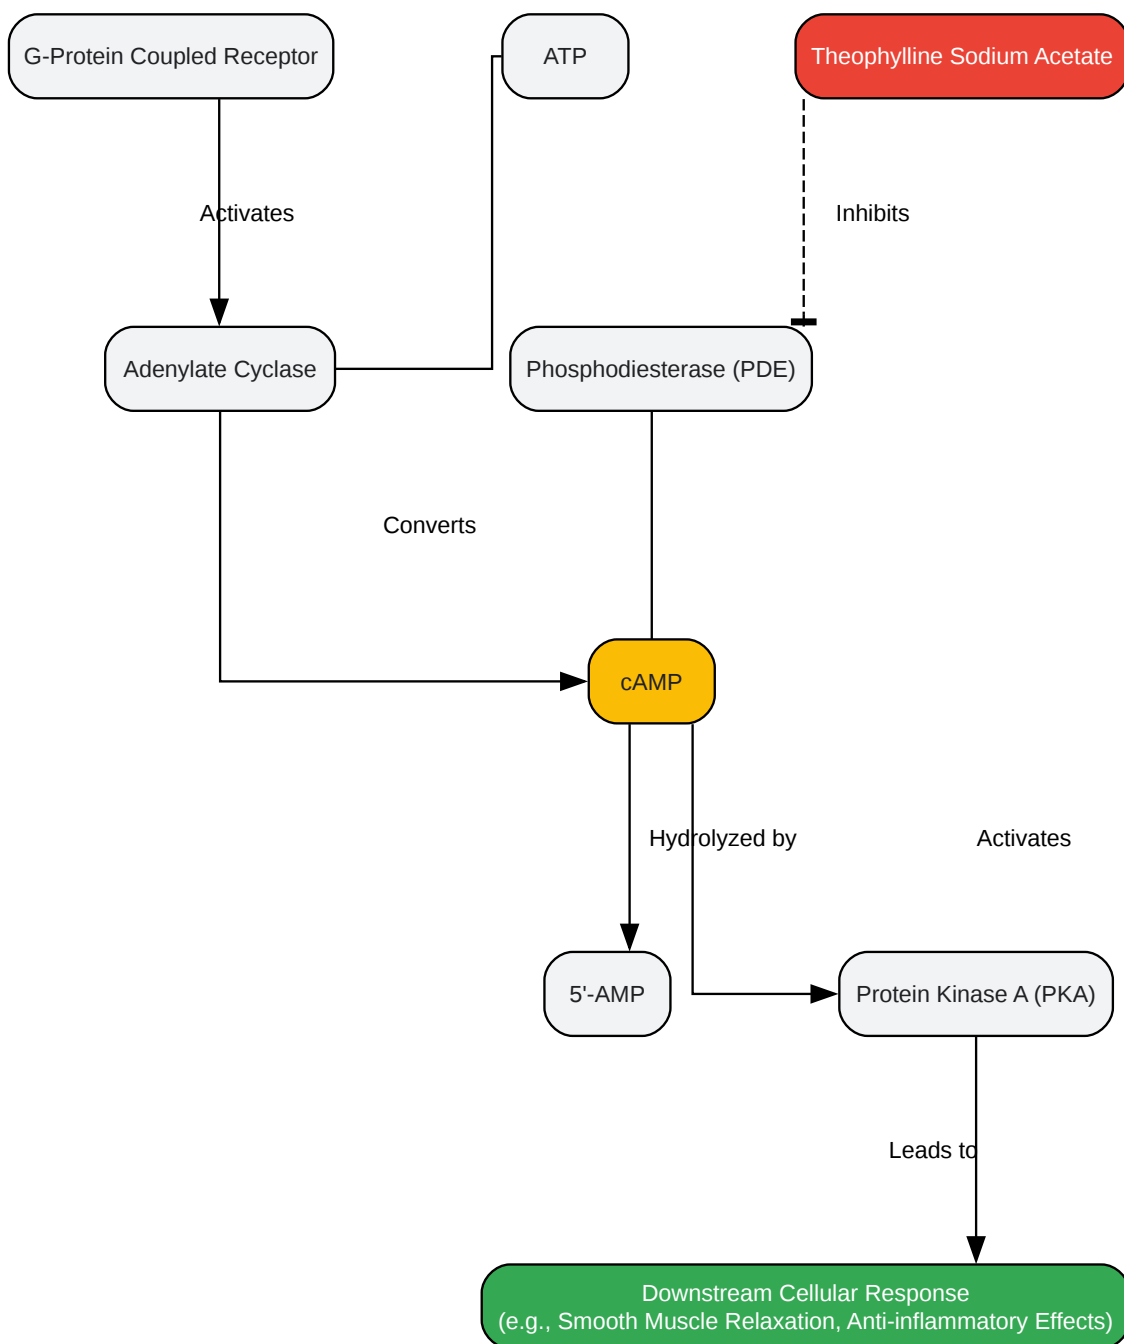 G-Protein Coupled Receptor
ATP
Theophylline Sodium Acetate
Activates
Inhibits
Adenylate Cyclase
Phosphodiesterase (PDE)
Converts
cAMP
Hydrolyzed by
Activates
5'-AMP
Protein Kinase A (PKA)
Leads to
Downstream Cellular Response
(e.g., Smooth Muscle Relaxation, Anti-inflammatory Effects)